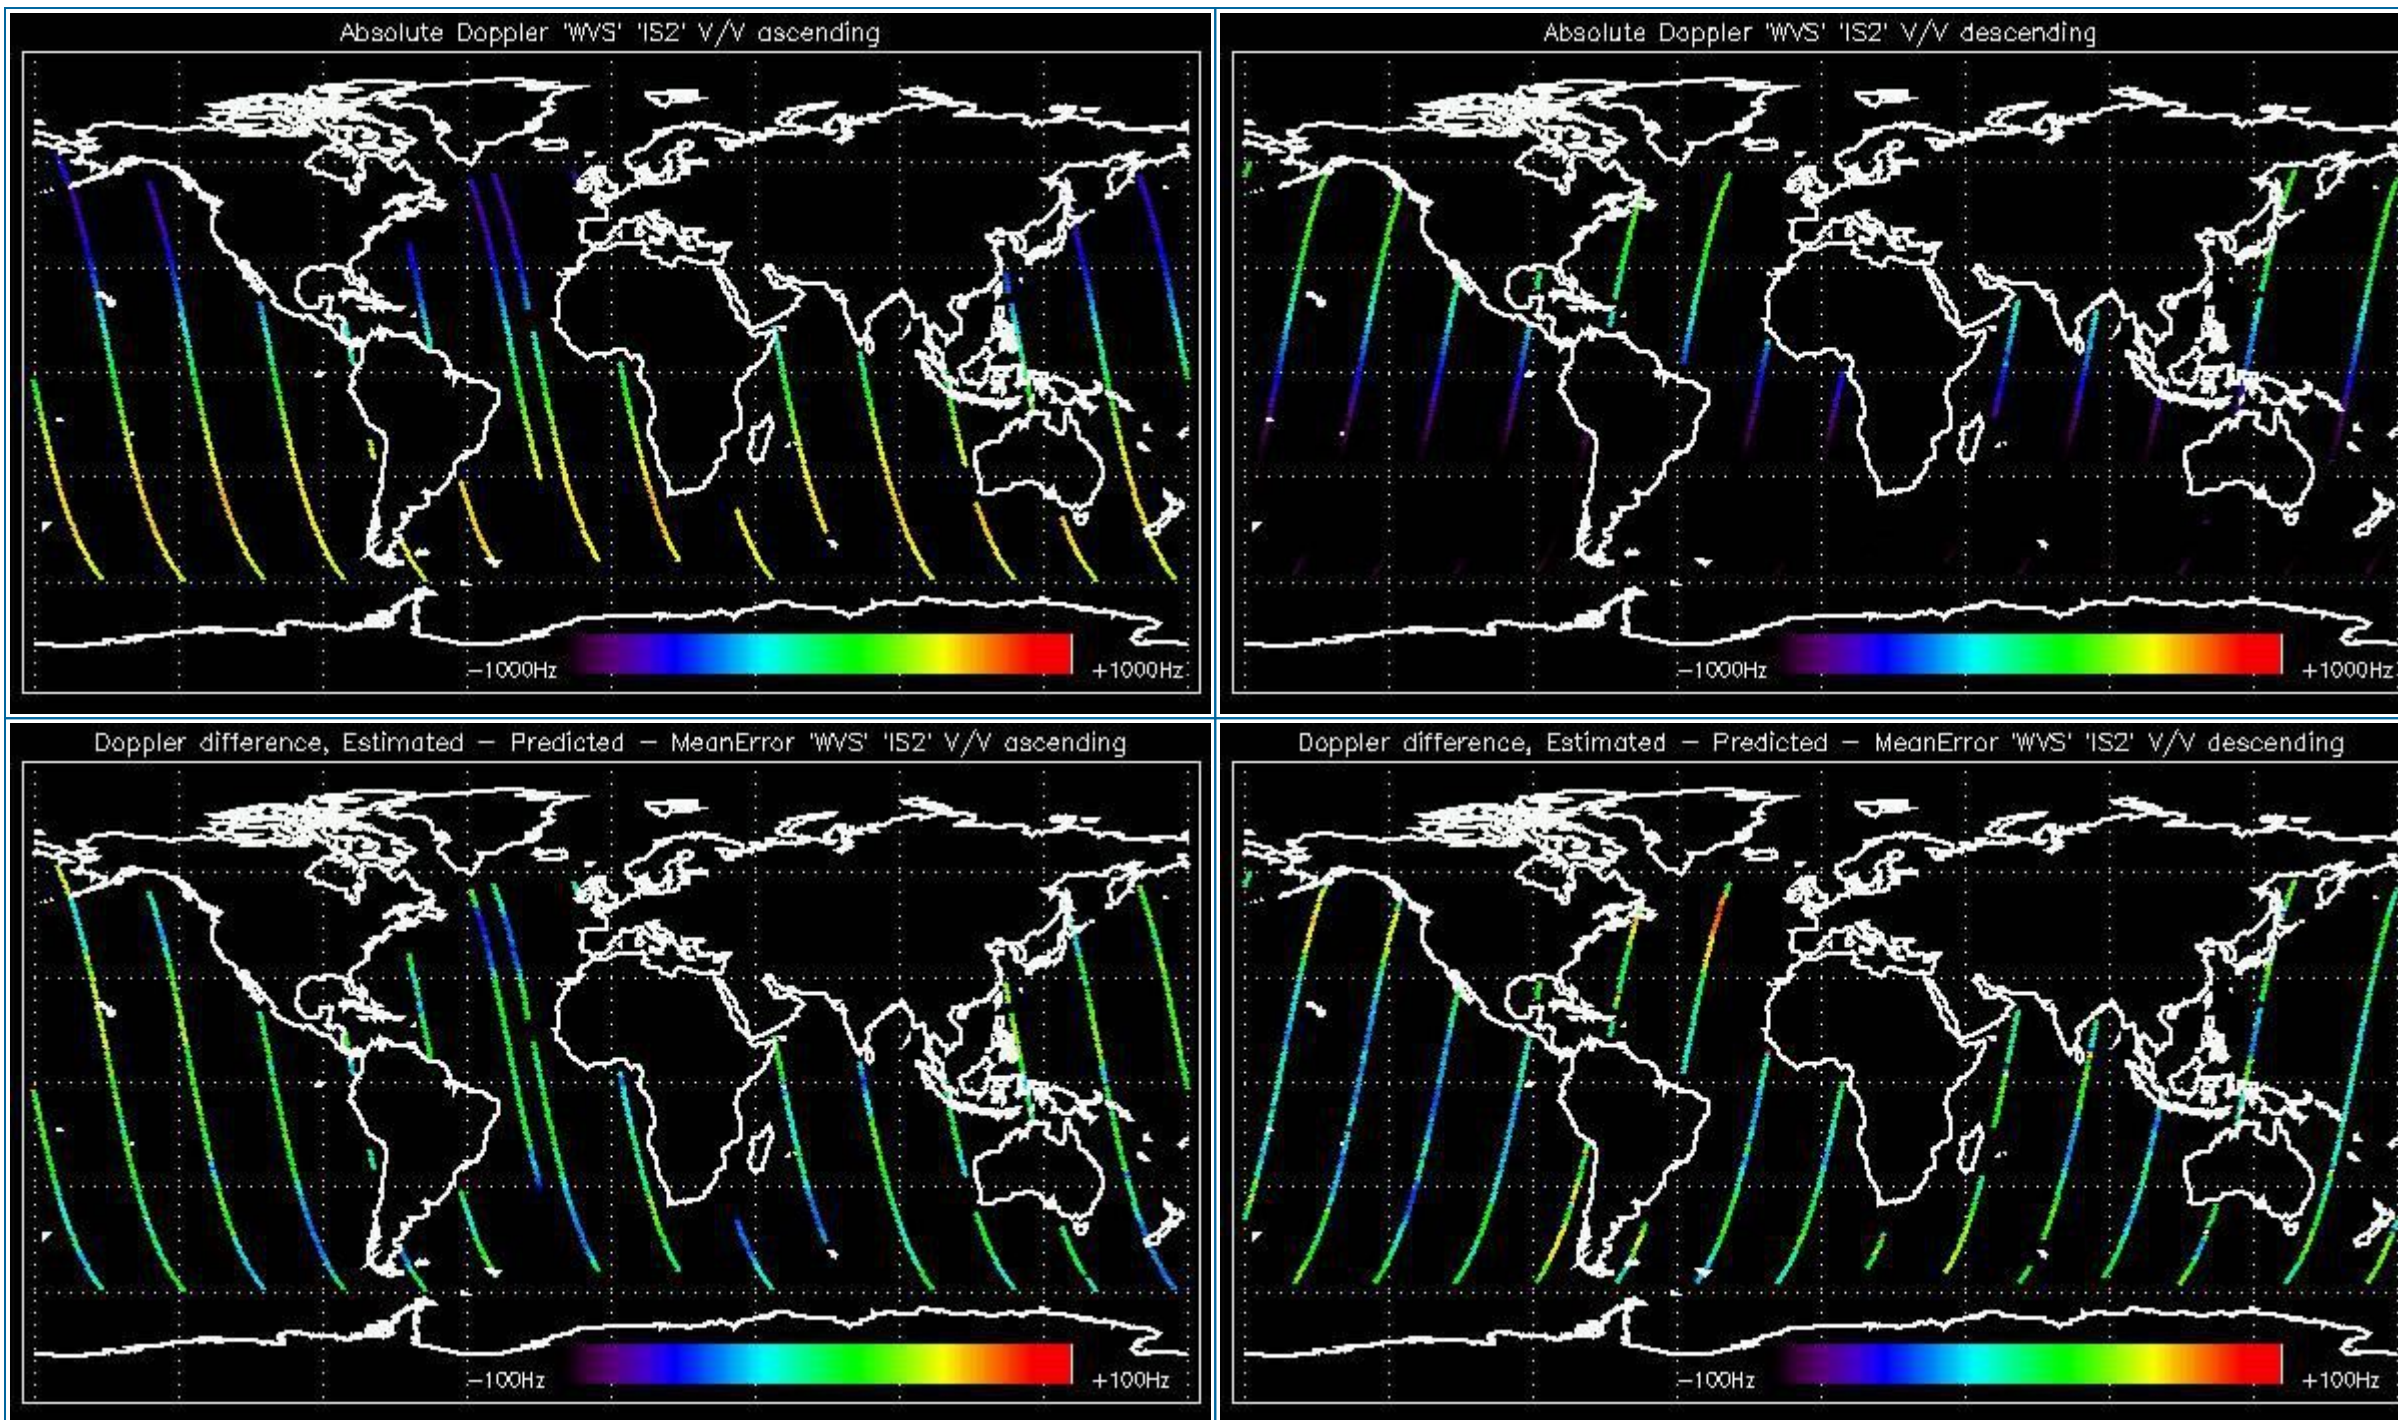 Absolute Doppler 'WVS' 'IS2' V/V ascending
-1000Hz
+1000Hz
Absolute Doppler 'WVS' 'IS2' V/V descending
-1000Hz
+1000Hz
Doppler difference, Estimated - Predicted - MeanError 'WVS' 'IS2' V/V ascending
-100Hz
+100Hz
Doppler difference, Estimated - Predicted - MeanError 'WVS' 'IS2' V/V descending
-100Hz
+100Hz